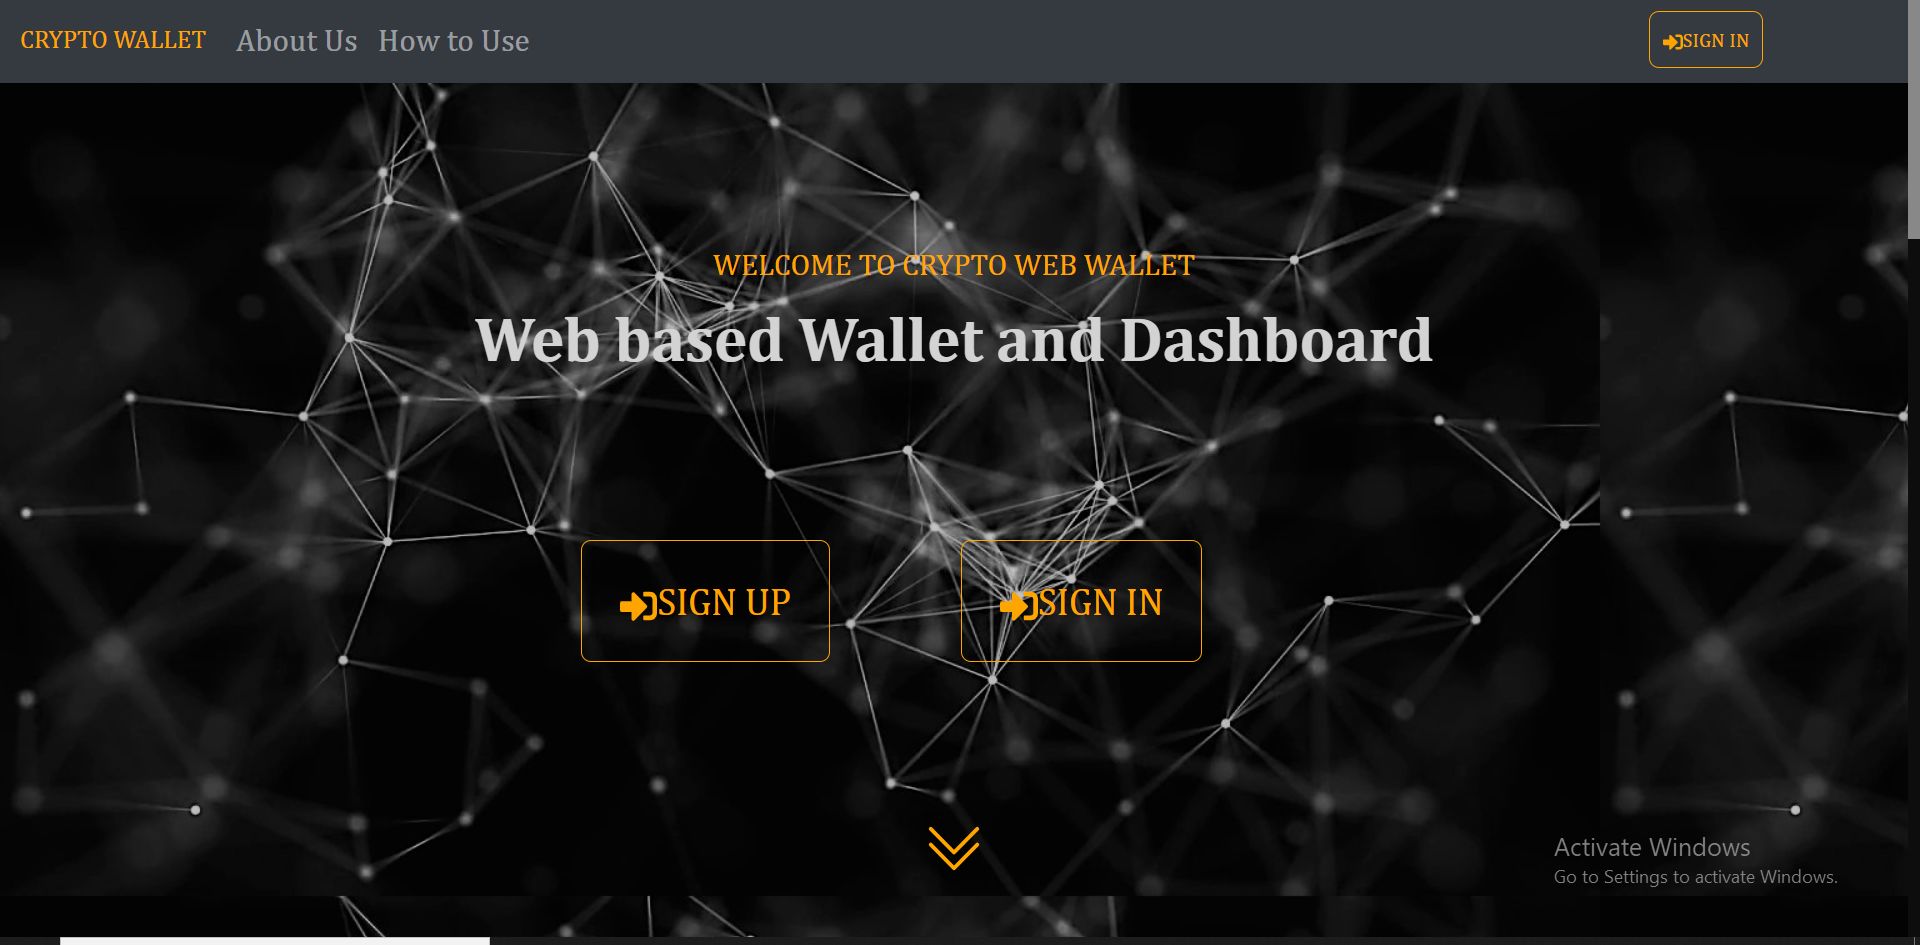 CRYPTO WALLET About Us How to Use SIGN IN
WELCOME TO CRYPTO WEB WALLET
Web based Wallet and Dashboard
SIGN UP SIGN IN
Activate Windows
Go to Settings to activate Windows.